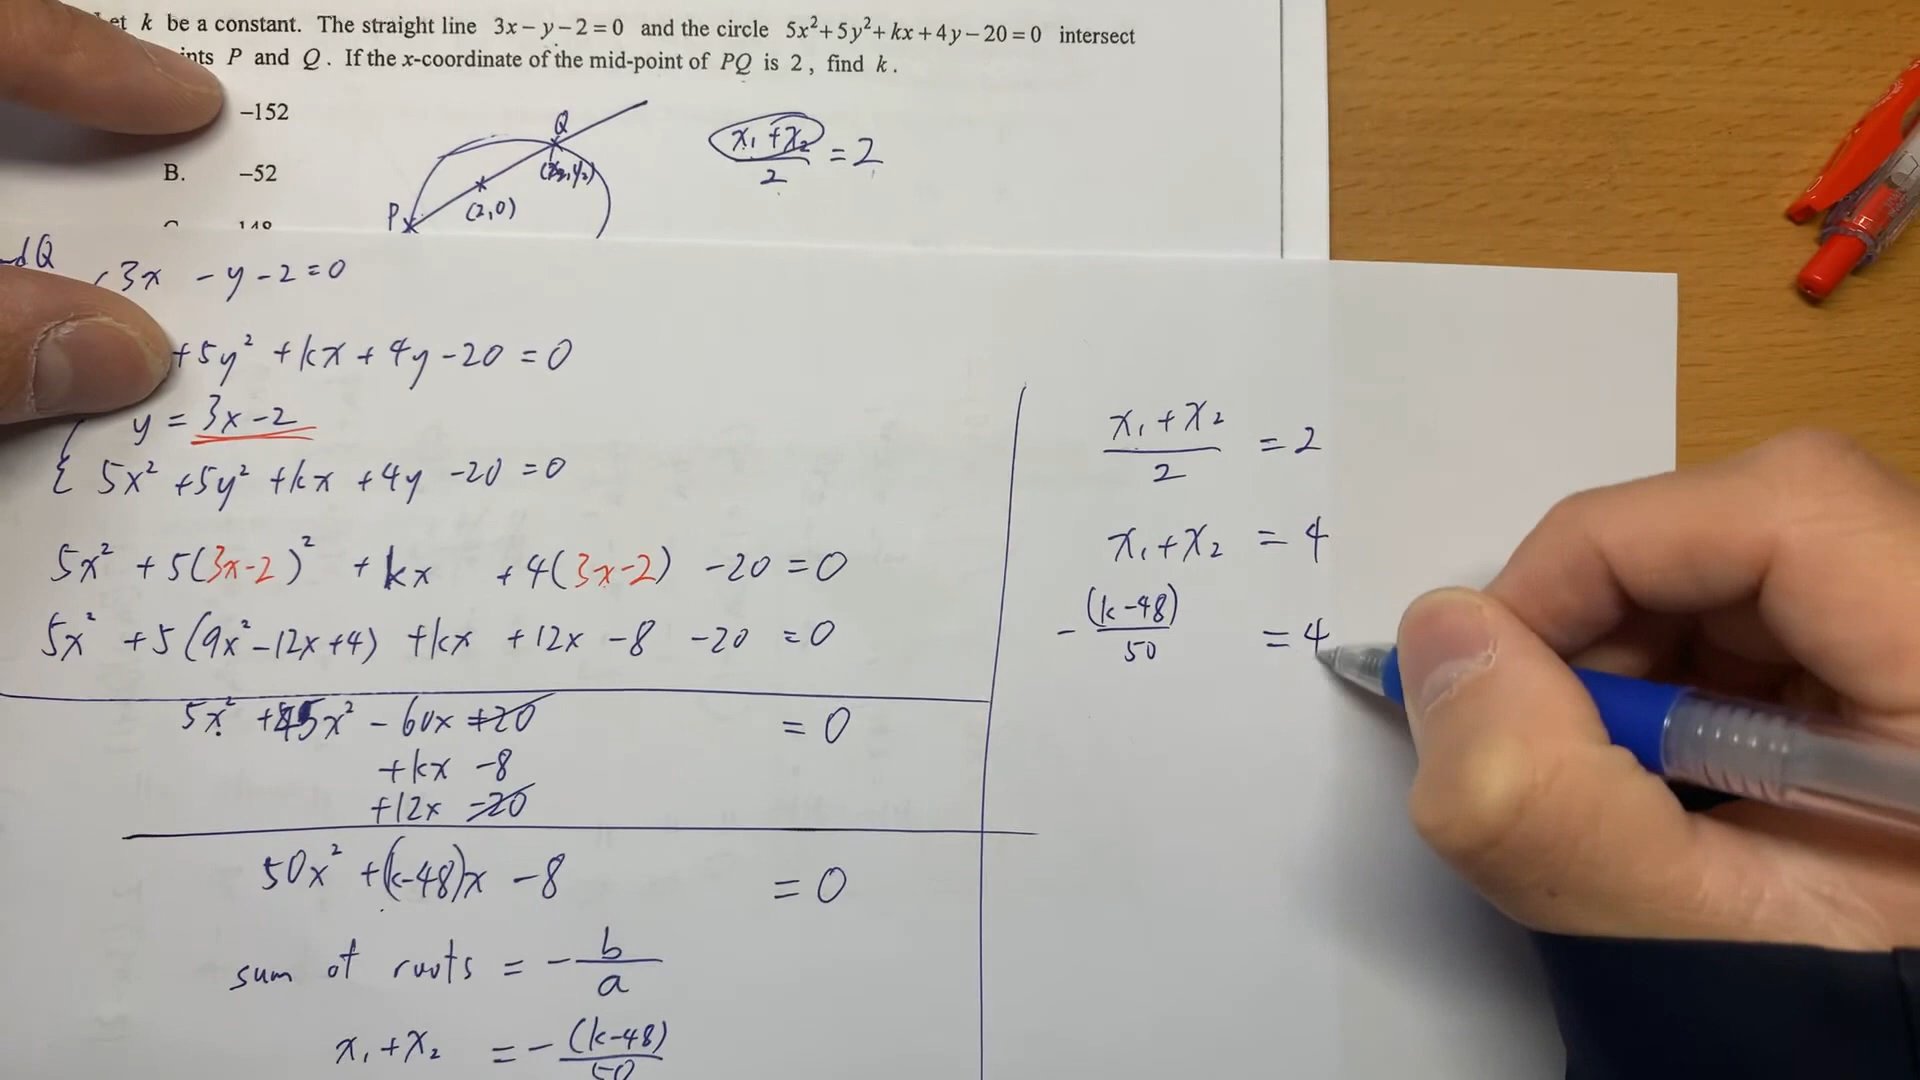 k be a constant. The straight line 3x – y – 2 = 0 and the circle 5x² + 5y² + kx + 4y – 20 = 0 intersect
P and Q. If the x-coordinate of the mid-point of PQ is 2, find k.
–152
B. –52
Q
(x₂,y₂)
P
(2,0)
(x₁ + x₂)/2 = 2
Q
3x - y - 2 = 0
+5y² + kx + 4y - 20 = 0
y = 3x - 2
{ 5x² + 5y² + kx + 4y - 20 = 0
5x² + 5(3x-2)² + kx + 4(3x-2) - 20 = 0
5x² + 5(9x² - 12x + 4) + kx + 12x - 8 - 20 = 0
5x² + 45x² - 60x + 20 = 0
+kx - 8
+12x - 20
50x² + (k-48)x - 8 = 0
sum of roots = - b/a
x₁ + x₂ = - (k-48)/50
(x₁ + x₂)/2 = 2
x₁ + x₂ = 4
- (k-48)/50 = 4